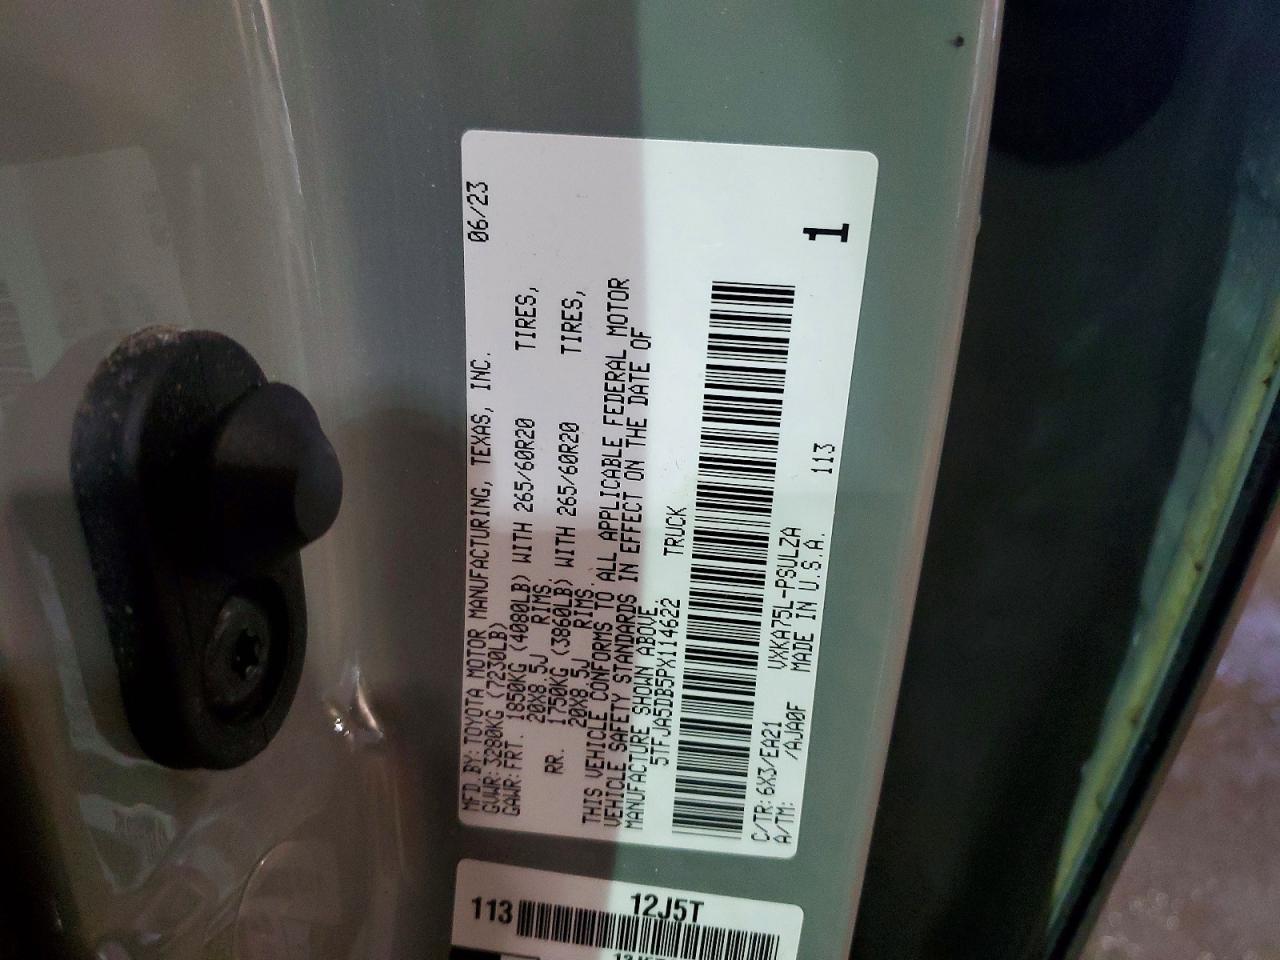 MFD.BY:TOYOTA MOTOR MANUFACTURING, TEXAS, INC. 06/23
GVWR:3280KG (7230LB)
GAWR:FRT. 1850KG (4080LB) WITH 265/60R20 TIRES,
20X8.5J RIMS,
RR. 1750KG (3860LB) WITH 265/60R20 TIRES,
20X8.5J RIMS.
THIS VEHICLE CONFORMS TO ALL APPLICABLE FEDERAL MOTOR
VEHICLE SAFETY STANDARDS IN EFFECT ON THE DATE OF
MANUFACTURE SHOWN ABOVE.
5TFJA5DB5PX114622 TRUCK
C/TR:6X3/EA21 VXKA75L-PSULZA
A/TM: /AJA0F MADE IN U.S.A. 113
1
113 12J5T